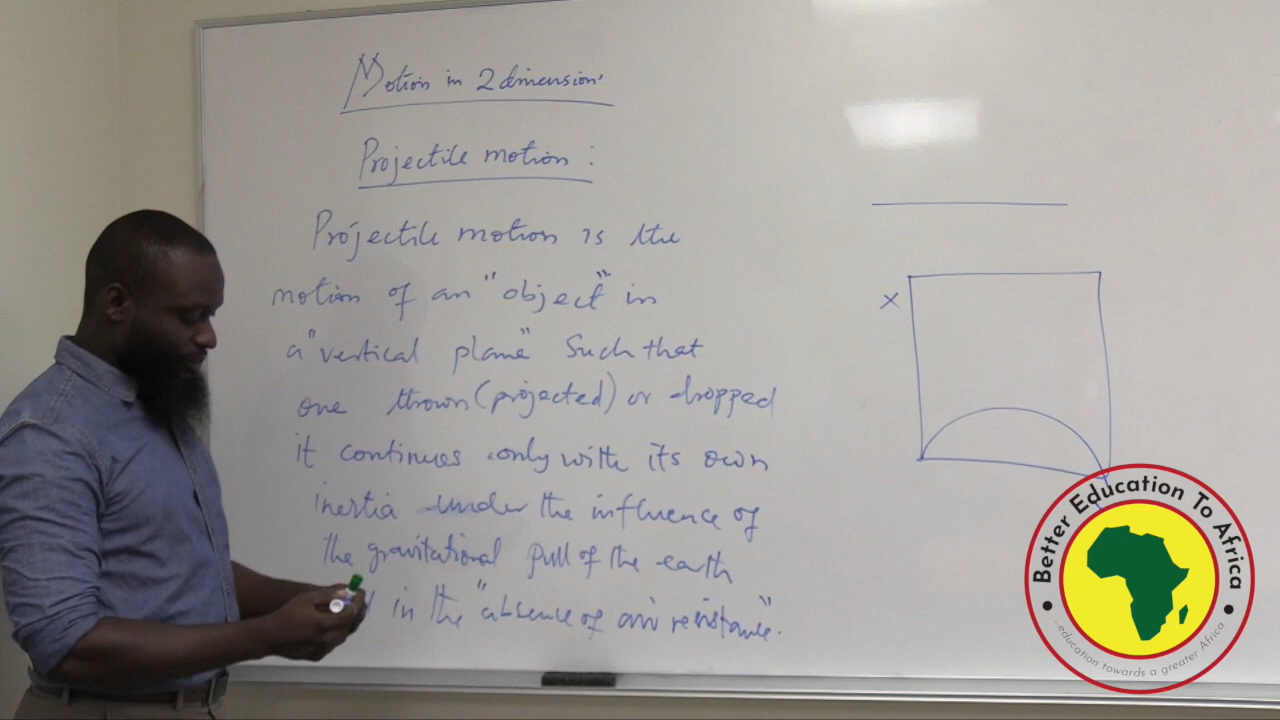 Motion in 2 dimension.
Projectile motion :
Projectile motion is the
motion of an "object" in
a "vertical plane" Such that
one thrown (projected) or dropped
it continues only with its own
inertia under the influence of
the gravitational pull of the earth
in the "absence of air resistance".
x
Better Education To Africa
..education towards a greater Africa